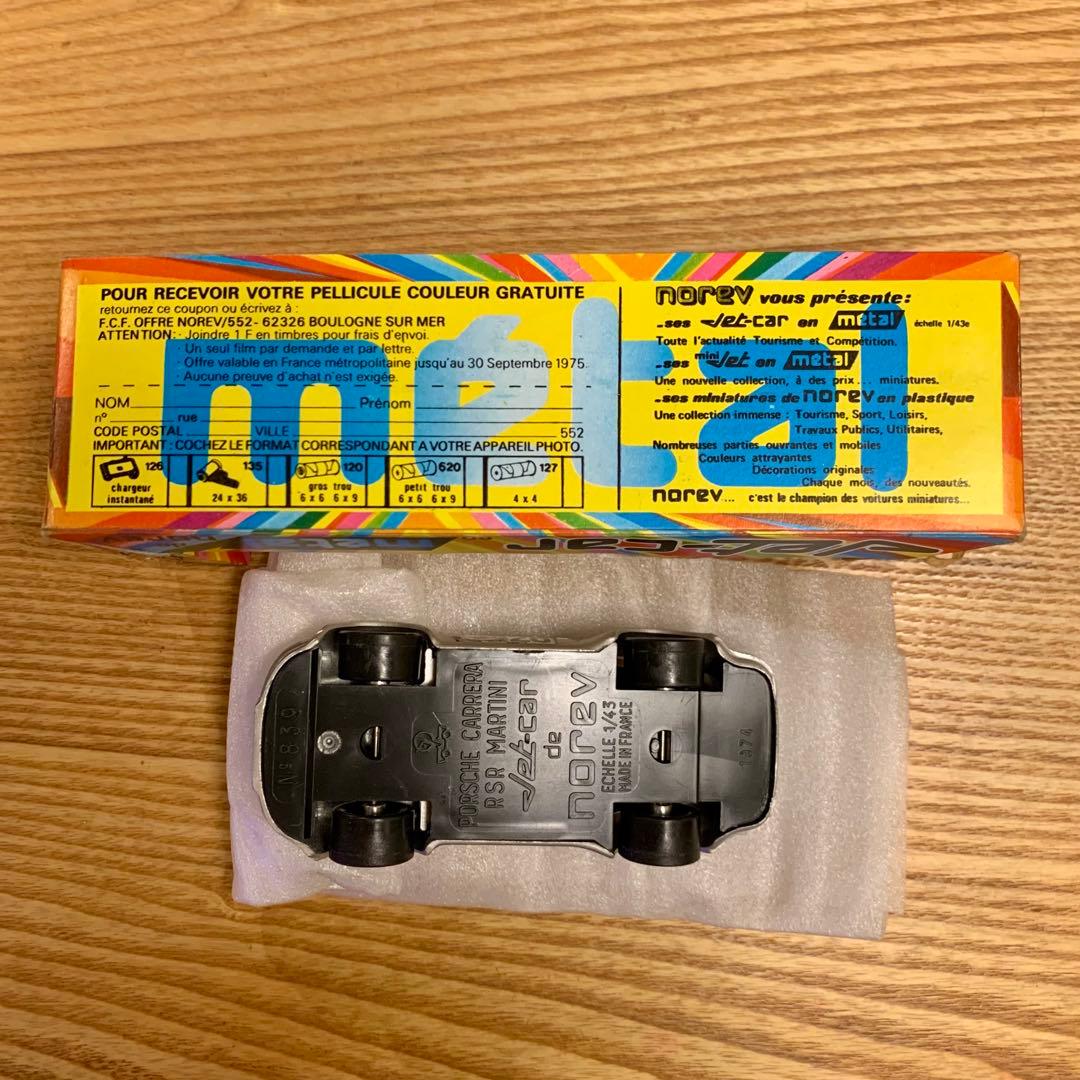 POUR RECEVOIR VOTRE PELLICULE COULEUR GRATUITE
retournez ce coupon ou écrivez à :
F.C.F. OFFRE NOREV/552 - 62326 BOULOGNE SUR MER
ATTENTION: · Joindre 1 F en timbres pour frais d'envoi.
· Un seul film par demande et par lettre.
· Offre valable en France métropolitaine jusqu'au 30 Septembre 1975.
· Aucune preuve d'achat n'est exigée.
NOM Prénom
n° rue
CODE POSTAL VILLE 552
IMPORTANT : COCHEZ LE FORMAT CORRESPONDANT A VOTRE APPAREIL PHOTO.
126 135 120 620 127
chargeur instantané
24 x 36
gros trou
6 x 6 6 x 9
petit trou
6 x 6 6 x 9
4 x 4
métal
norev vous présente:
..ses Jet-car en métal échelle 1/43e
Toute l'actualité Tourisme et Compétition.
..ses mini Jet en métal
Une nouvelle collection, à des prix... miniatures.
..ses miniatures de norev en plastique
Une collection immense : Tourisme, Sport, Loisirs,
Travaux Publics, Utilitaires,
Nombreuses parties ouvrantes et mobiles
Couleurs attrayantes
Décorations originales
Chaque mois, des nouveautés.
norev... c'est le champion des voitures miniatures...
Jet-car
Nº 839
PORSCHE CARRERA
RSR MARTINI
Jet-car
de
norev
ECHELLE 1/43
MADE IN FRANCE
1974